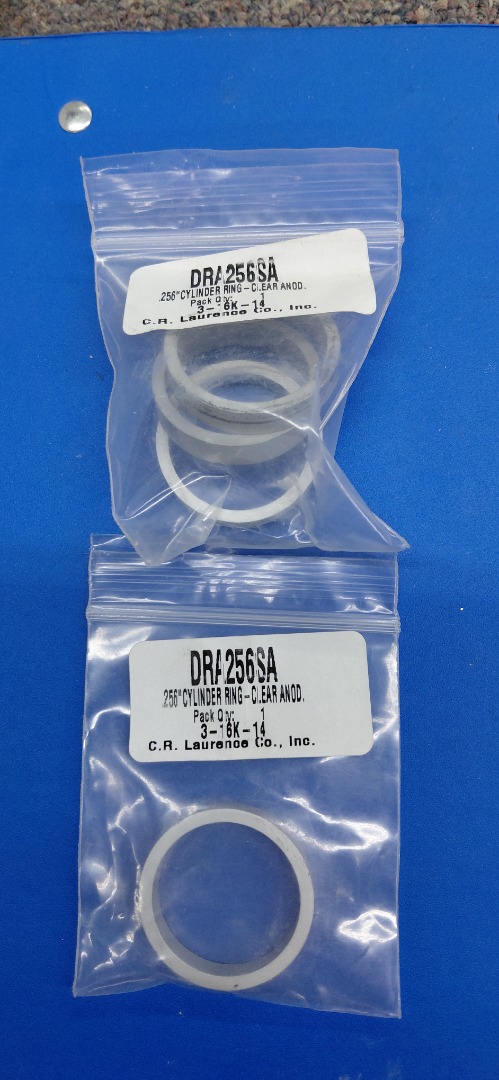 DRA256SA
.256" CYLINDER RING - CLEAR ANOD.
Pack Qty: 1
3-16K-14
C.R. Laurence Co., Inc.
DRA256SA
.256" CYLINDER RING - CLEAR ANOD.
Pack Qty: 1
3-16K-14
C.R. Laurence Co., Inc.